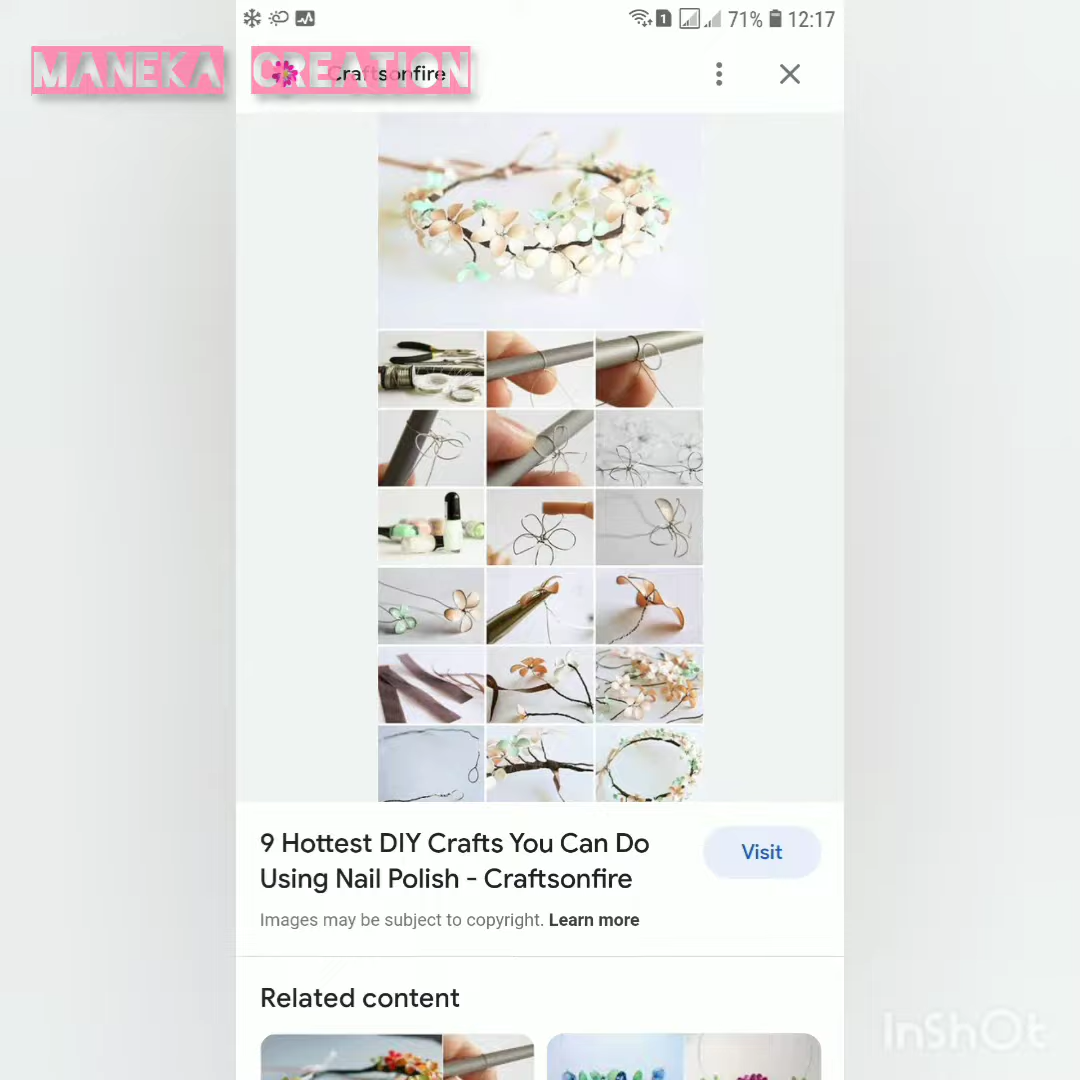 1 71% 12:17
MANEKA CREATION
Craftsonfire
9 Hottest DIY Crafts You Can Do
Using Nail Polish - Craftsonfire
Visit
Images may be subject to copyright. Learn more
Related content
InShOt